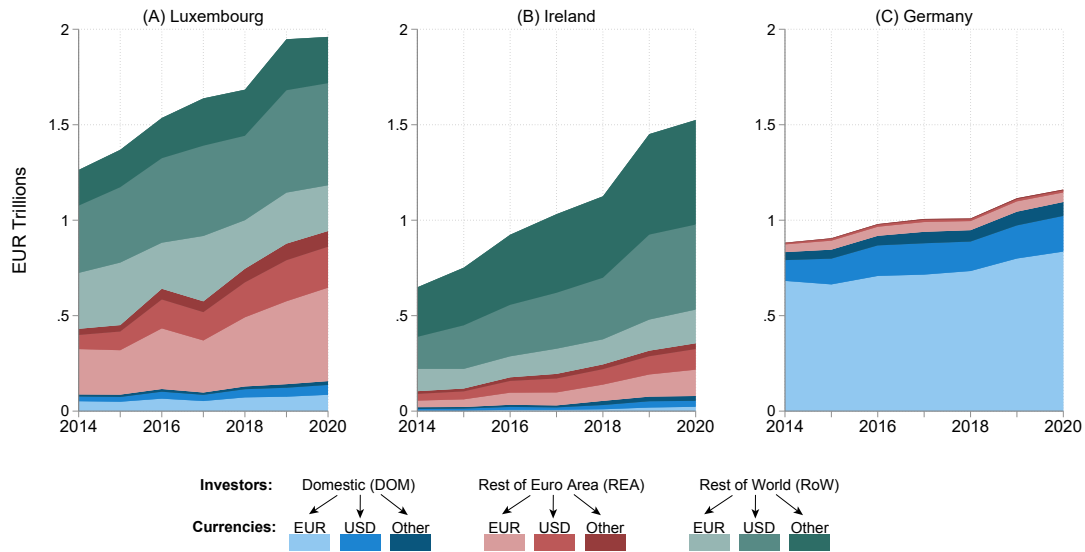 (A) Luxembourg
(B) Ireland
(C) Germany
EUR Trillions
2
1.5
1
.5
0
2014 2016 2018 2020
2
1.5
1
.5
0
2014 2016 2018 2020
2
1.5
1
.5
0
2014 2016 2018 2020
Investors: Domestic (DOM) Rest of Euro Area (REA) Rest of World (RoW)
Currencies: EUR USD Other EUR USD Other EUR USD Other